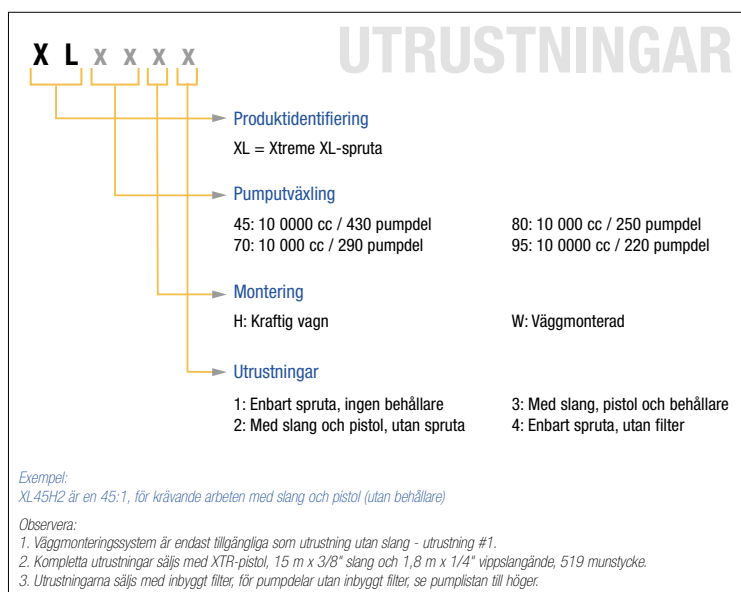 UTRUSTNINGAR
X L x x x x
Produktidentifiering
XL = Xtreme XL-spruta
Pumputväxling
45: 10 0000 cc / 430 pumpdel
80: 10 000 cc / 250 pumpdel
70: 10 000 cc / 290 pumpdel
95: 10 0000 cc / 220 pumpdel
Montering
H: Kraftig vagn
W: Väggmonterad
Utrustningar
1: Enbart spruta, ingen behållare
3: Med slang, pistol och behållare
2: Med slang och pistol, utan spruta
4: Enbart spruta, utan filter
Exempel:
XL45H2 är en 45:1, för krävande arbeten med slang och pistol (utan behållare)
Observera:
1. Väggmonteringssystem är endast tillgängliga som utrustning utan slang - utrustning #1.
2. Kompletta utrustningar säljs med XTR-pistol, 15 m x 3/8" slang och 1,8 m x 1/4" vippslangände, 519 munstycke.
3. Utrustningarna säljs med inbyggt filter, för pumpdelar utan inbyggt filter, se pumplistan till höger.